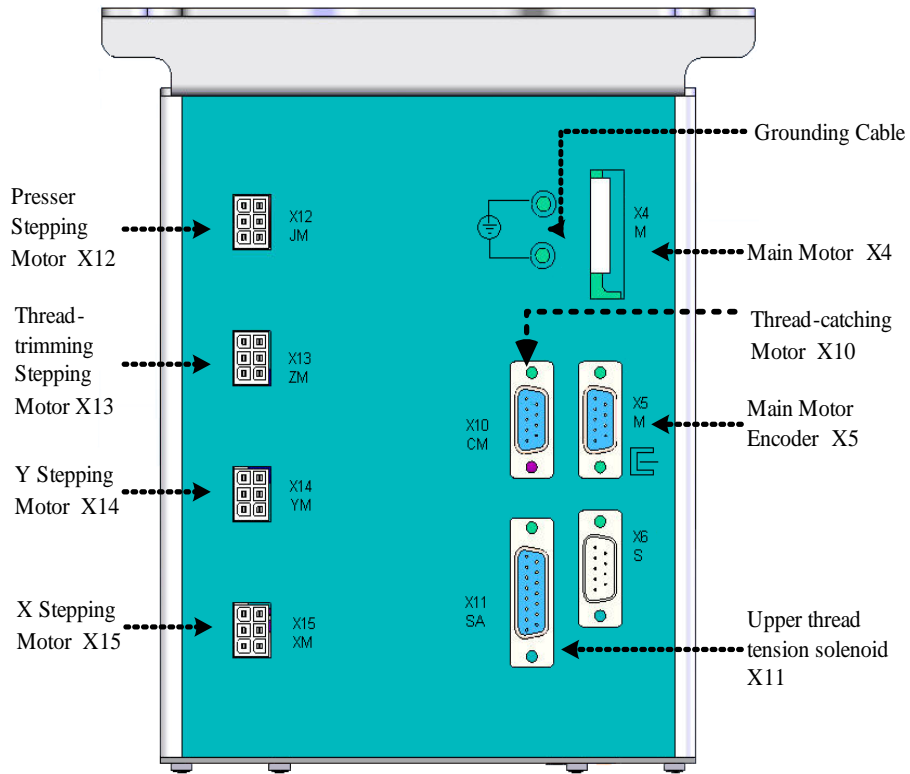 Grounding Cable
Presser
Stepping
Motor X12
X12
JM
X4
M
Main Motor X4
Thread-
trimming
Stepping
Motor X13
X13
ZM
Thread-catching
Motor X10
X10
CM
X5
M
Main Motor
Encoder X5
Y Stepping
Motor X14
X14
YM
X6
S
X Stepping
Motor X15
X15
XM
X11
SA
Upper thread
tension solenoid
X11